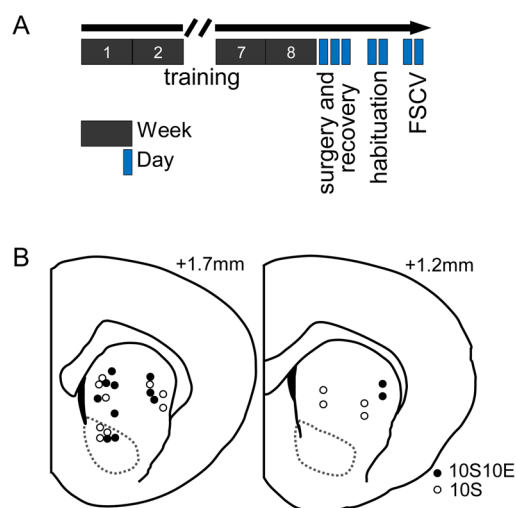 A
1 2 7 8
training
surgery and
recovery
habituation
FSCV
Week
Day
B
+1.7mm
+1.2mm
10S10E
10S